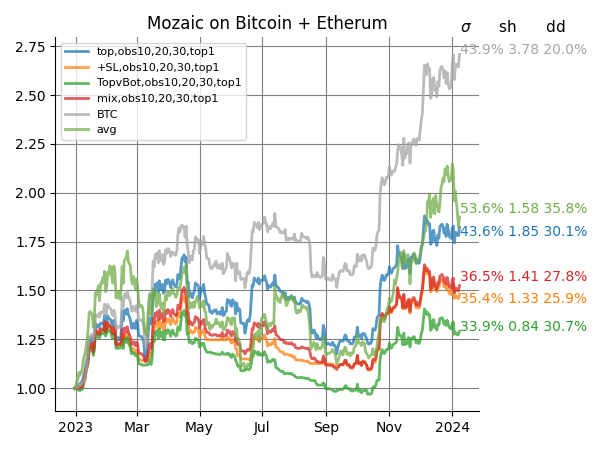 Mozaic on Bitcoin + Etherum
σ sh dd
top,obs10,20,30,top1
+SL,obs10,20,30,top1
TopvBot,obs10,20,30,top1
mix,obs10,20,30,top1
BTC
avg
43.9% 3.78 20.0%
53.6% 1.58 35.8%
43.6% 1.85 30.1%
36.5% 1.41 27.8%
35.4% 1.33 25.9%
33.9% 0.84 30.7%
2.75
2.50
2.25
2.00
1.75
1.50
1.25
1.00
2023 Mar May Jul Sep Nov 2024